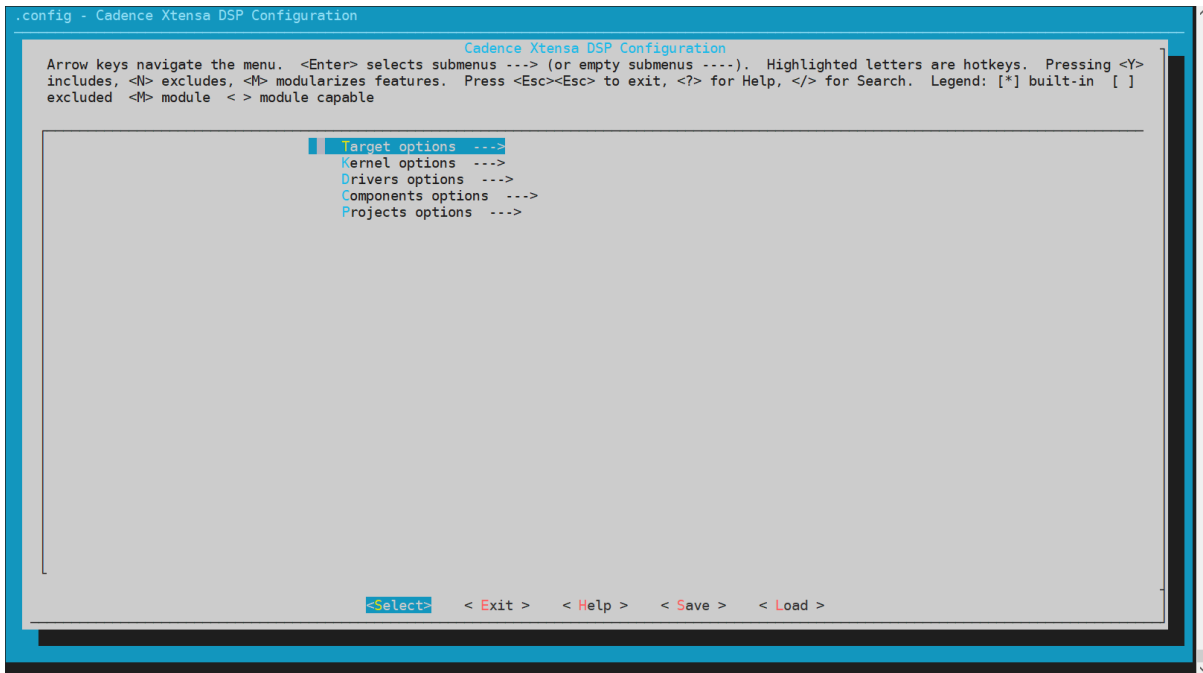 .config - Cadence Xtensa DSP Configuration
Cadence Xtensa DSP Configuration
Arrow keys navigate the menu.  <Enter> selects submenus ---> (or empty submenus ----).  Highlighted letters are hotkeys.  Pressing <Y>
includes, <N> excludes, <M> modularizes features.  Press <Esc><Esc> to exit, <?> for Help, </> for Search.  Legend: [*] built-in  [ ]
excluded  <M> module  < > module capable
Target options  --->
Kernel options  --->
Drivers options  --->
Components options  --->
Projects options  --->
<Select>    < Exit >    < Help >    < Save >    < Load >